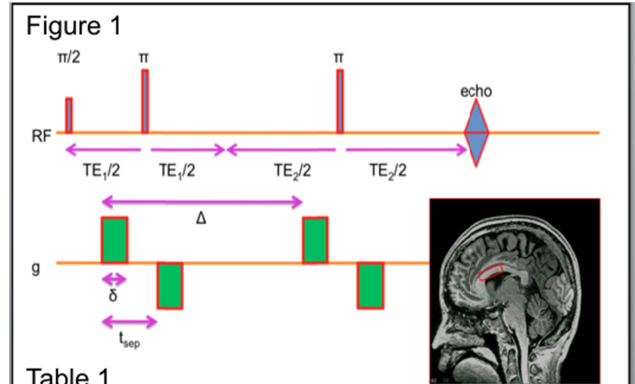 Figure 1
π/2 π π
echo
RF
TE₁/2 TE₁/2 TE₂/2 TE₂/2
Δ
g
δ
tsep
Table 1